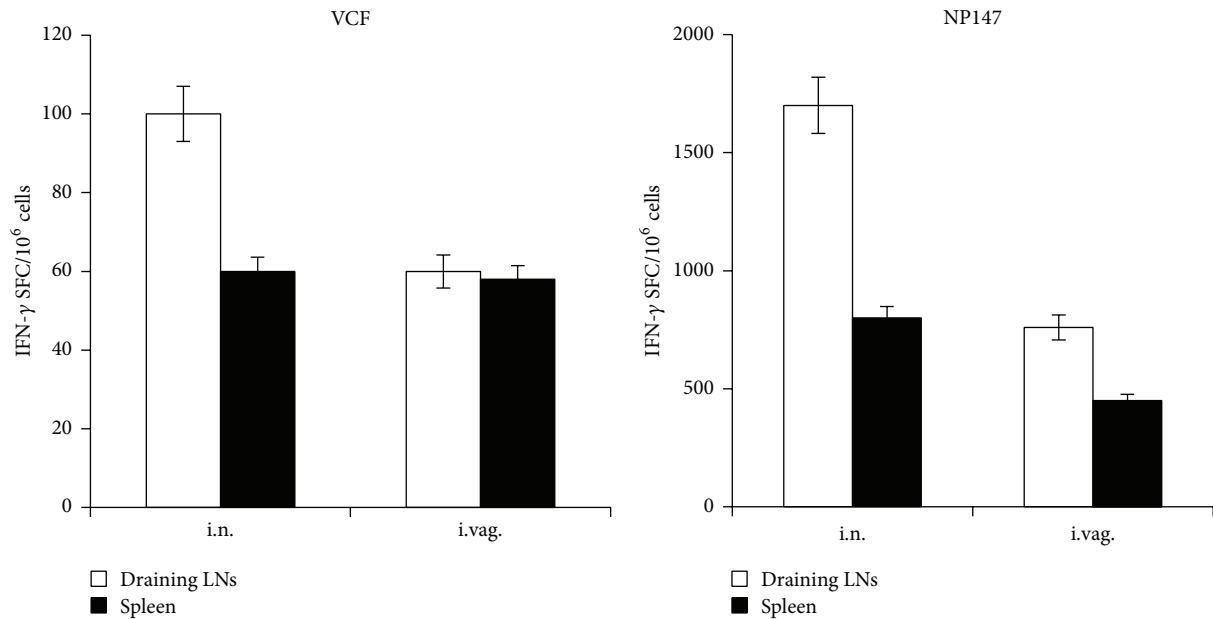 VCF
120
100
80
60
40
20
0
IFN-γ SFC/10⁶ cells
i.n.
i.vag.
Draining LNs
Spleen
NP147
2000
1500
1000
500
0
IFN-γ SFC/10⁶ cells
i.n.
i.vag.
Draining LNs
Spleen